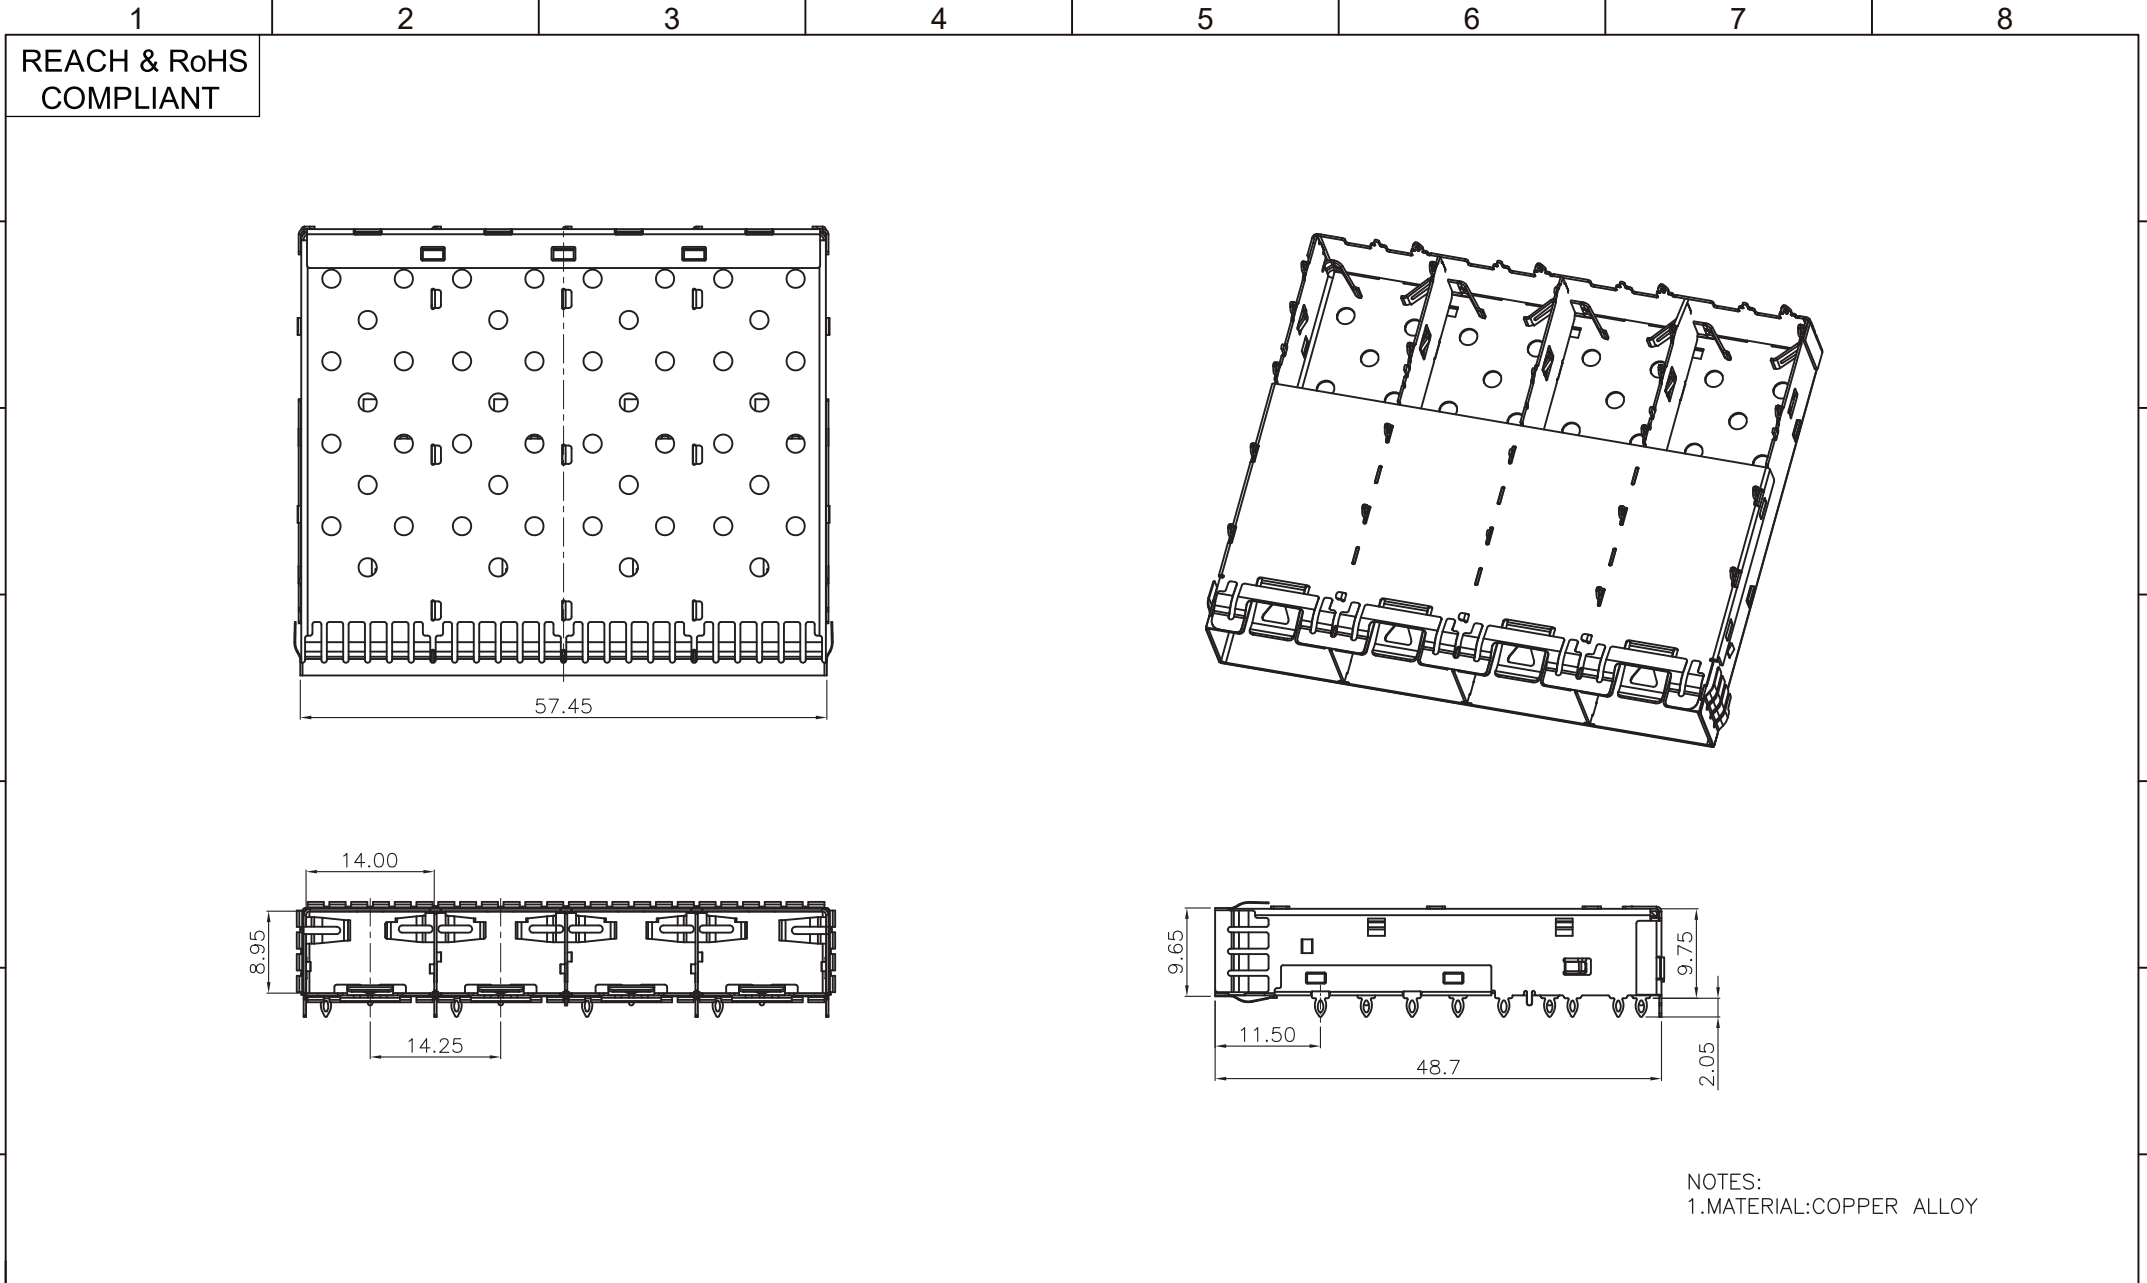 1 2 3 4 5 6 7 8
REACH & RoHS
COMPLIANT
57.45
14.00
8.95
14.25
9.65
9.75
11.50
48.7
2.05
NOTES:
1.MATERIAL:COPPER ALLOY